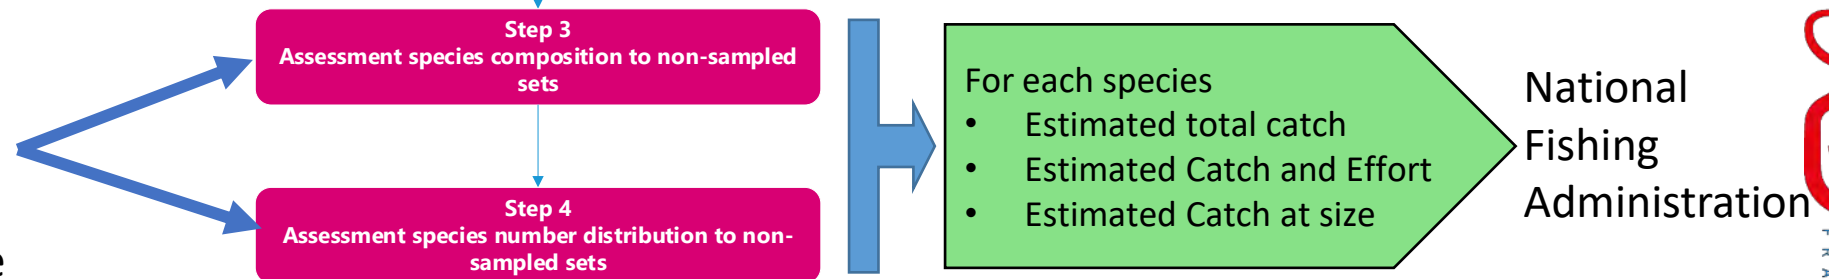 Step 3
Assessment species composition to non-sampled
sets
Step 4
Assessment species number distribution to non-
sampled sets
For each species
• Estimated total catch
• Estimated Catch and Effort
• Estimated Catch at size
National
Fishing
Administration
e